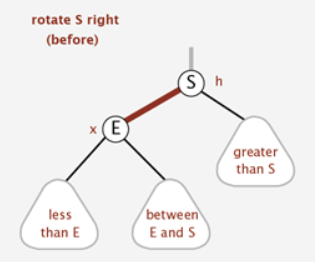 rotate S right
(before)
S h
x E
greater
than S
less
than E
between
E and S